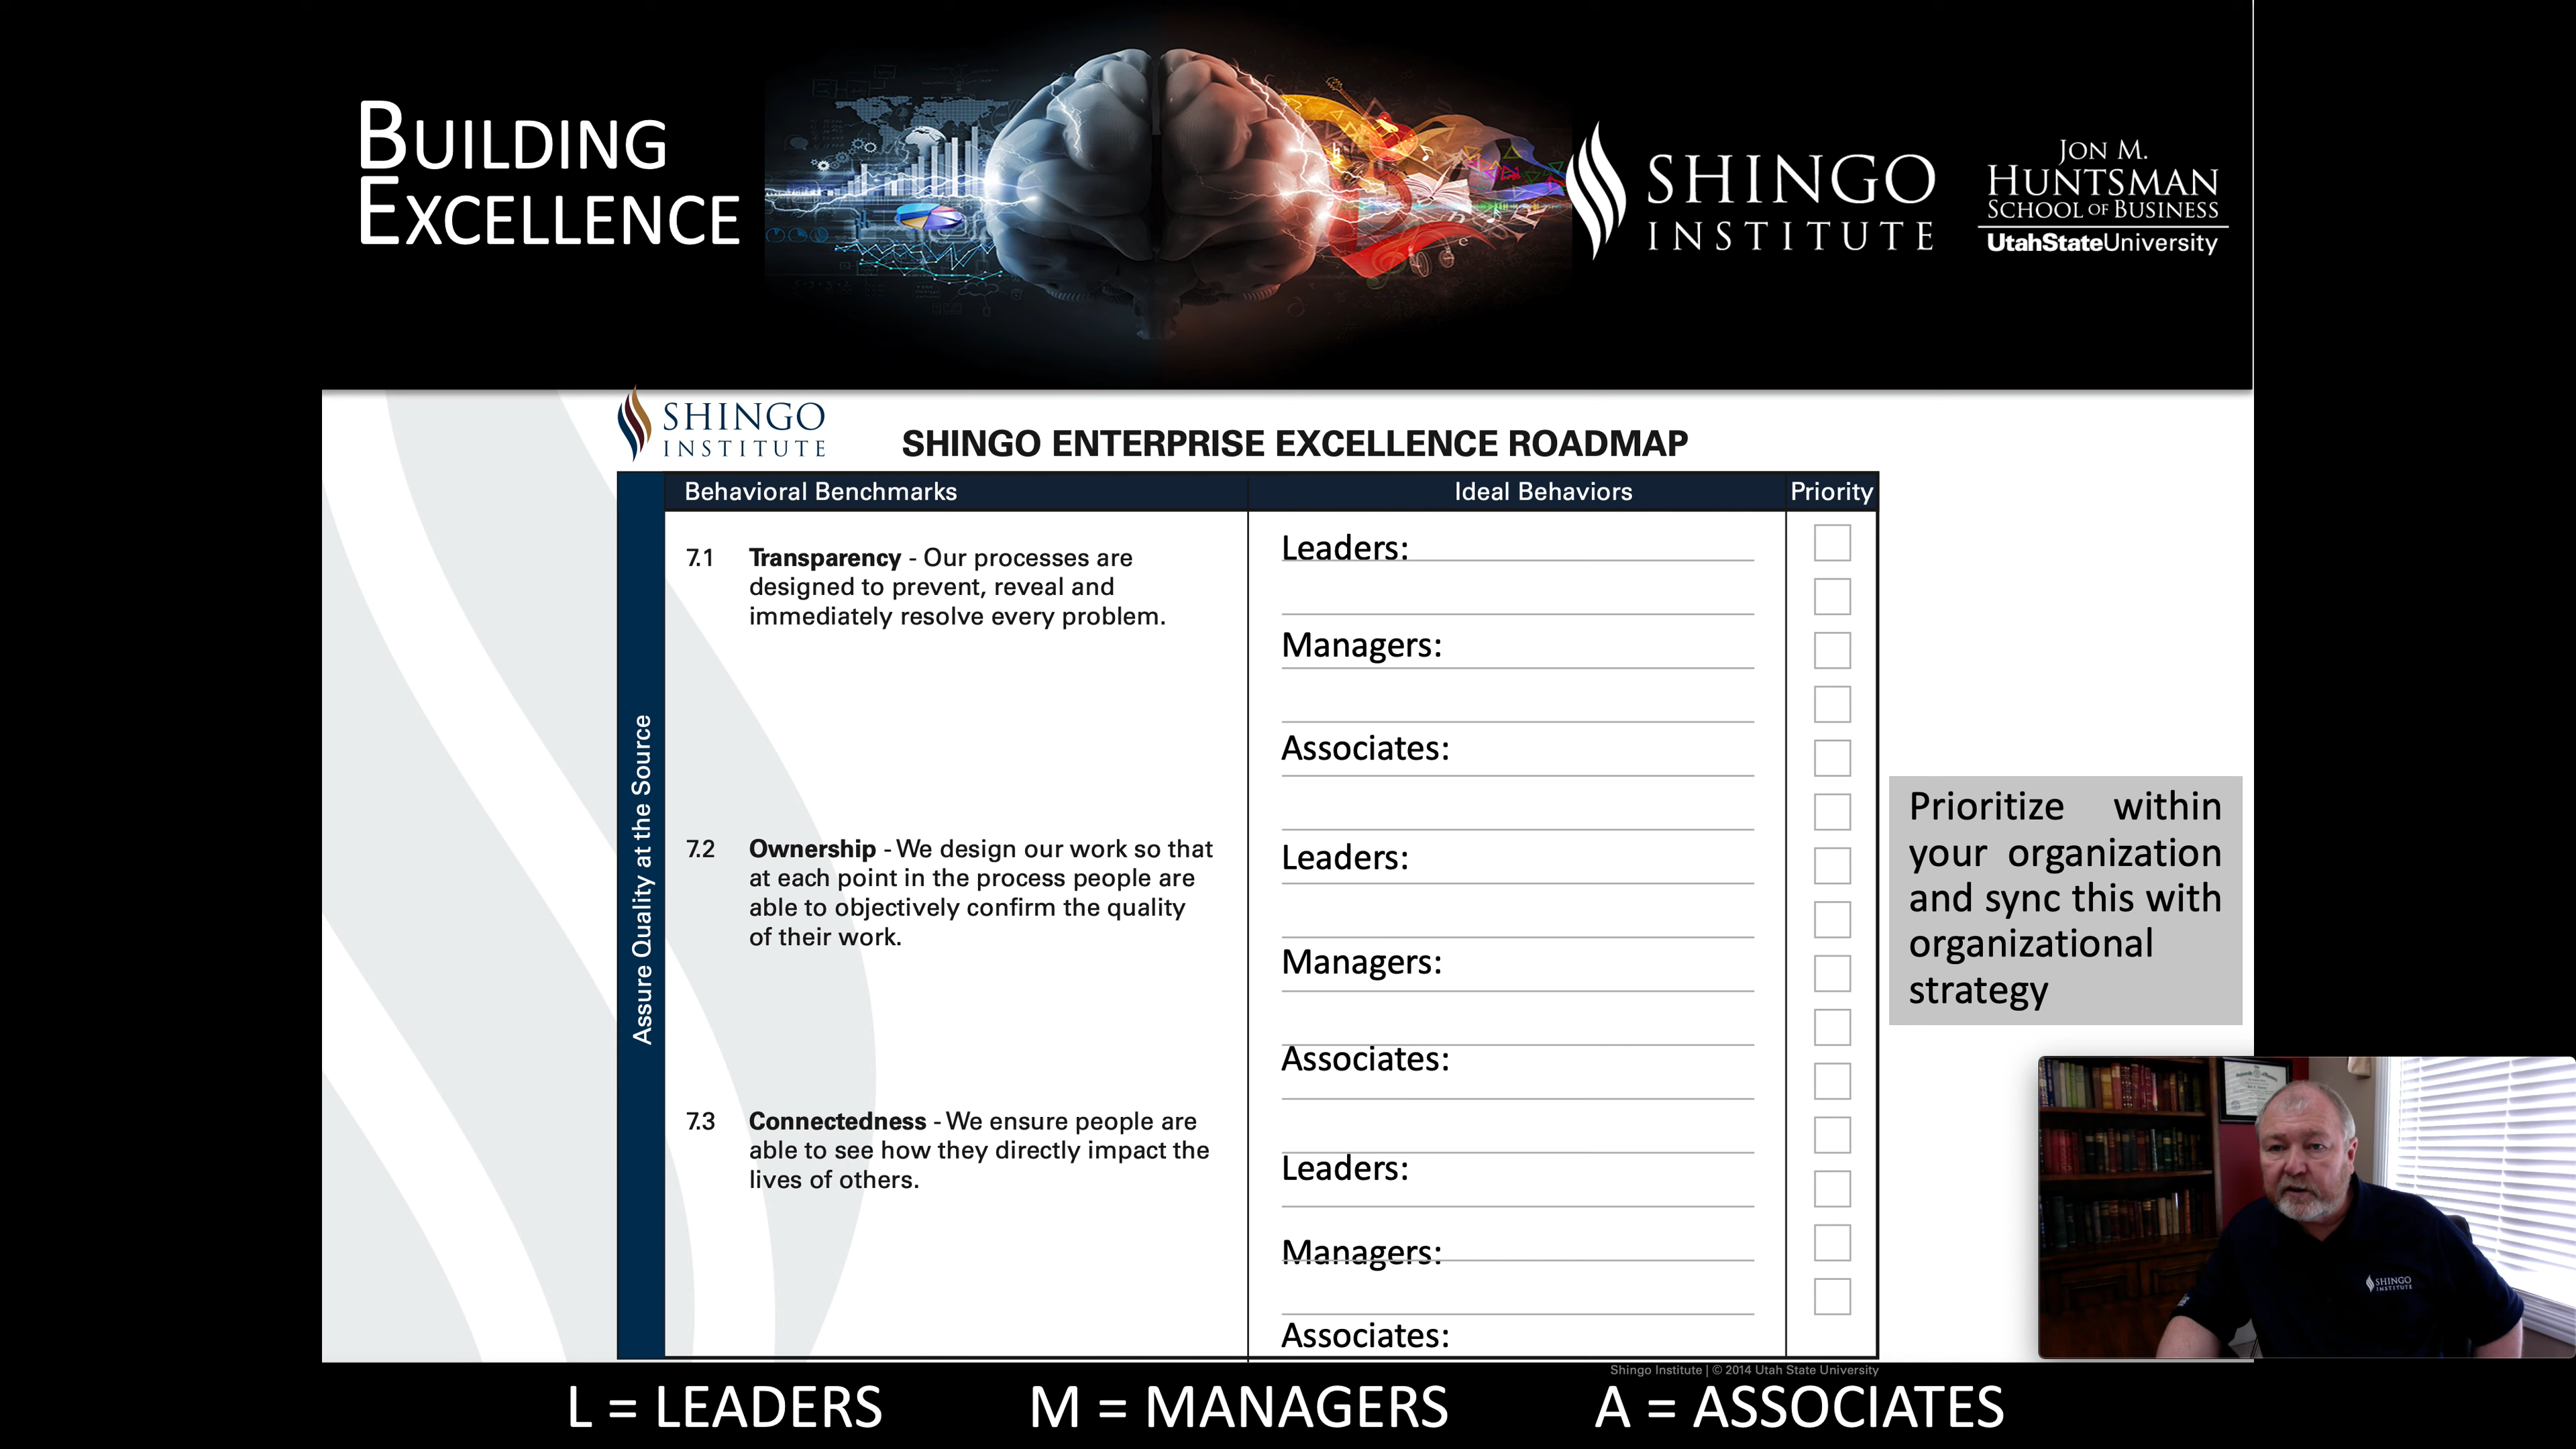 BUILDING
EXCELLENCE
SHINGO
INSTITUTE
JON M.
HUNTSMAN
SCHOOL OF BUSINESS
UtahStateUniversity
SHINGO
INSTITUTE
SHINGO ENTERPRISE EXCELLENCE ROADMAP
Behavioral Benchmarks
Ideal Behaviors
Priority
Assure Quality at the Source
7.1 Transparency - Our processes are
designed to prevent, reveal and
immediately resolve every problem.
Leaders:
Managers:
Associates:
7.2 Ownership - We design our work so that
at each point in the process people are
able to objectively confirm the quality
of their work.
Leaders:
Managers:
Associates:
7.3 Connectedness - We ensure people are
able to see how they directly impact the
lives of others.
Leaders:
Managers:
Associates:
Prioritize within
your organization
and sync this with
organizational
strategy
SHINGO
INSTITUTE
Shingo Institute | © 2014 Utah State University
L = LEADERS
M = MANAGERS
A = ASSOCIATES